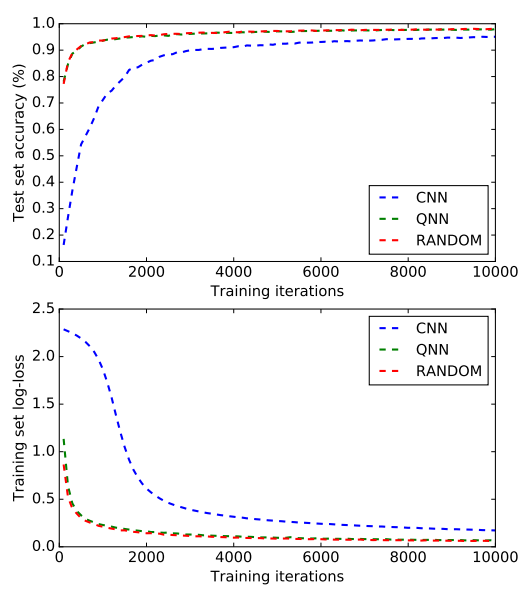 1.0
0.9
0.8
0.7
0.6
0.5
0.4
0.3
0.2
0.1
Test set accuracy (%)
CNN
QNN
RANDOM
0 2000 4000 6000 8000 10000
Training iterations
2.5
2.0
1.5
1.0
0.5
0.0
Training set log-loss
CNN
QNN
RANDOM
0 2000 4000 6000 8000 10000
Training iterations